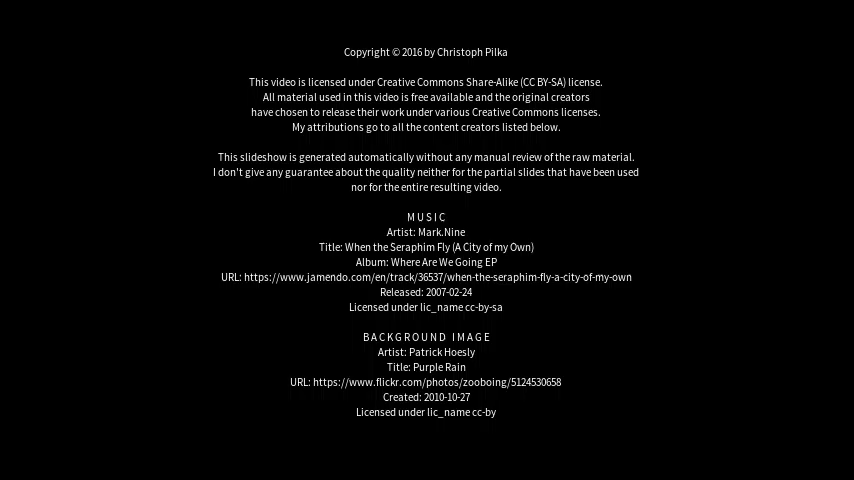 Copyright © 2016 by Christoph Pilka
This video is licensed under Creative Commons Share-Alike (CC BY-SA) license.
All material used in this video is free available and the original creators
have chosen to release their work under various Creative Commons licenses.
My attributions go to all the content creators listed below.
This slideshow is generated automatically without any manual review of the raw material.
I don't give any guarantee about the quality neither for the partial slides that have been used
nor for the entire resulting video.
MUSIC
Artist: Mark.Nine
Title: When the Seraphim Fly (A City of my Own)
Album: Where Are We Going EP
URL: https://www.jamendo.com/en/track/36537/when-the-seraphim-fly-a-city-of-my-own
Released: 2007-02-24
Licensed under lic_name cc-by-sa
BACKGROUND IMAGE
Artist: Patrick Hoesly
Title: Purple Rain
URL: https://www.flickr.com/photos/zooboing/5124530658
Created: 2010-10-27
Licensed under lic_name cc-by